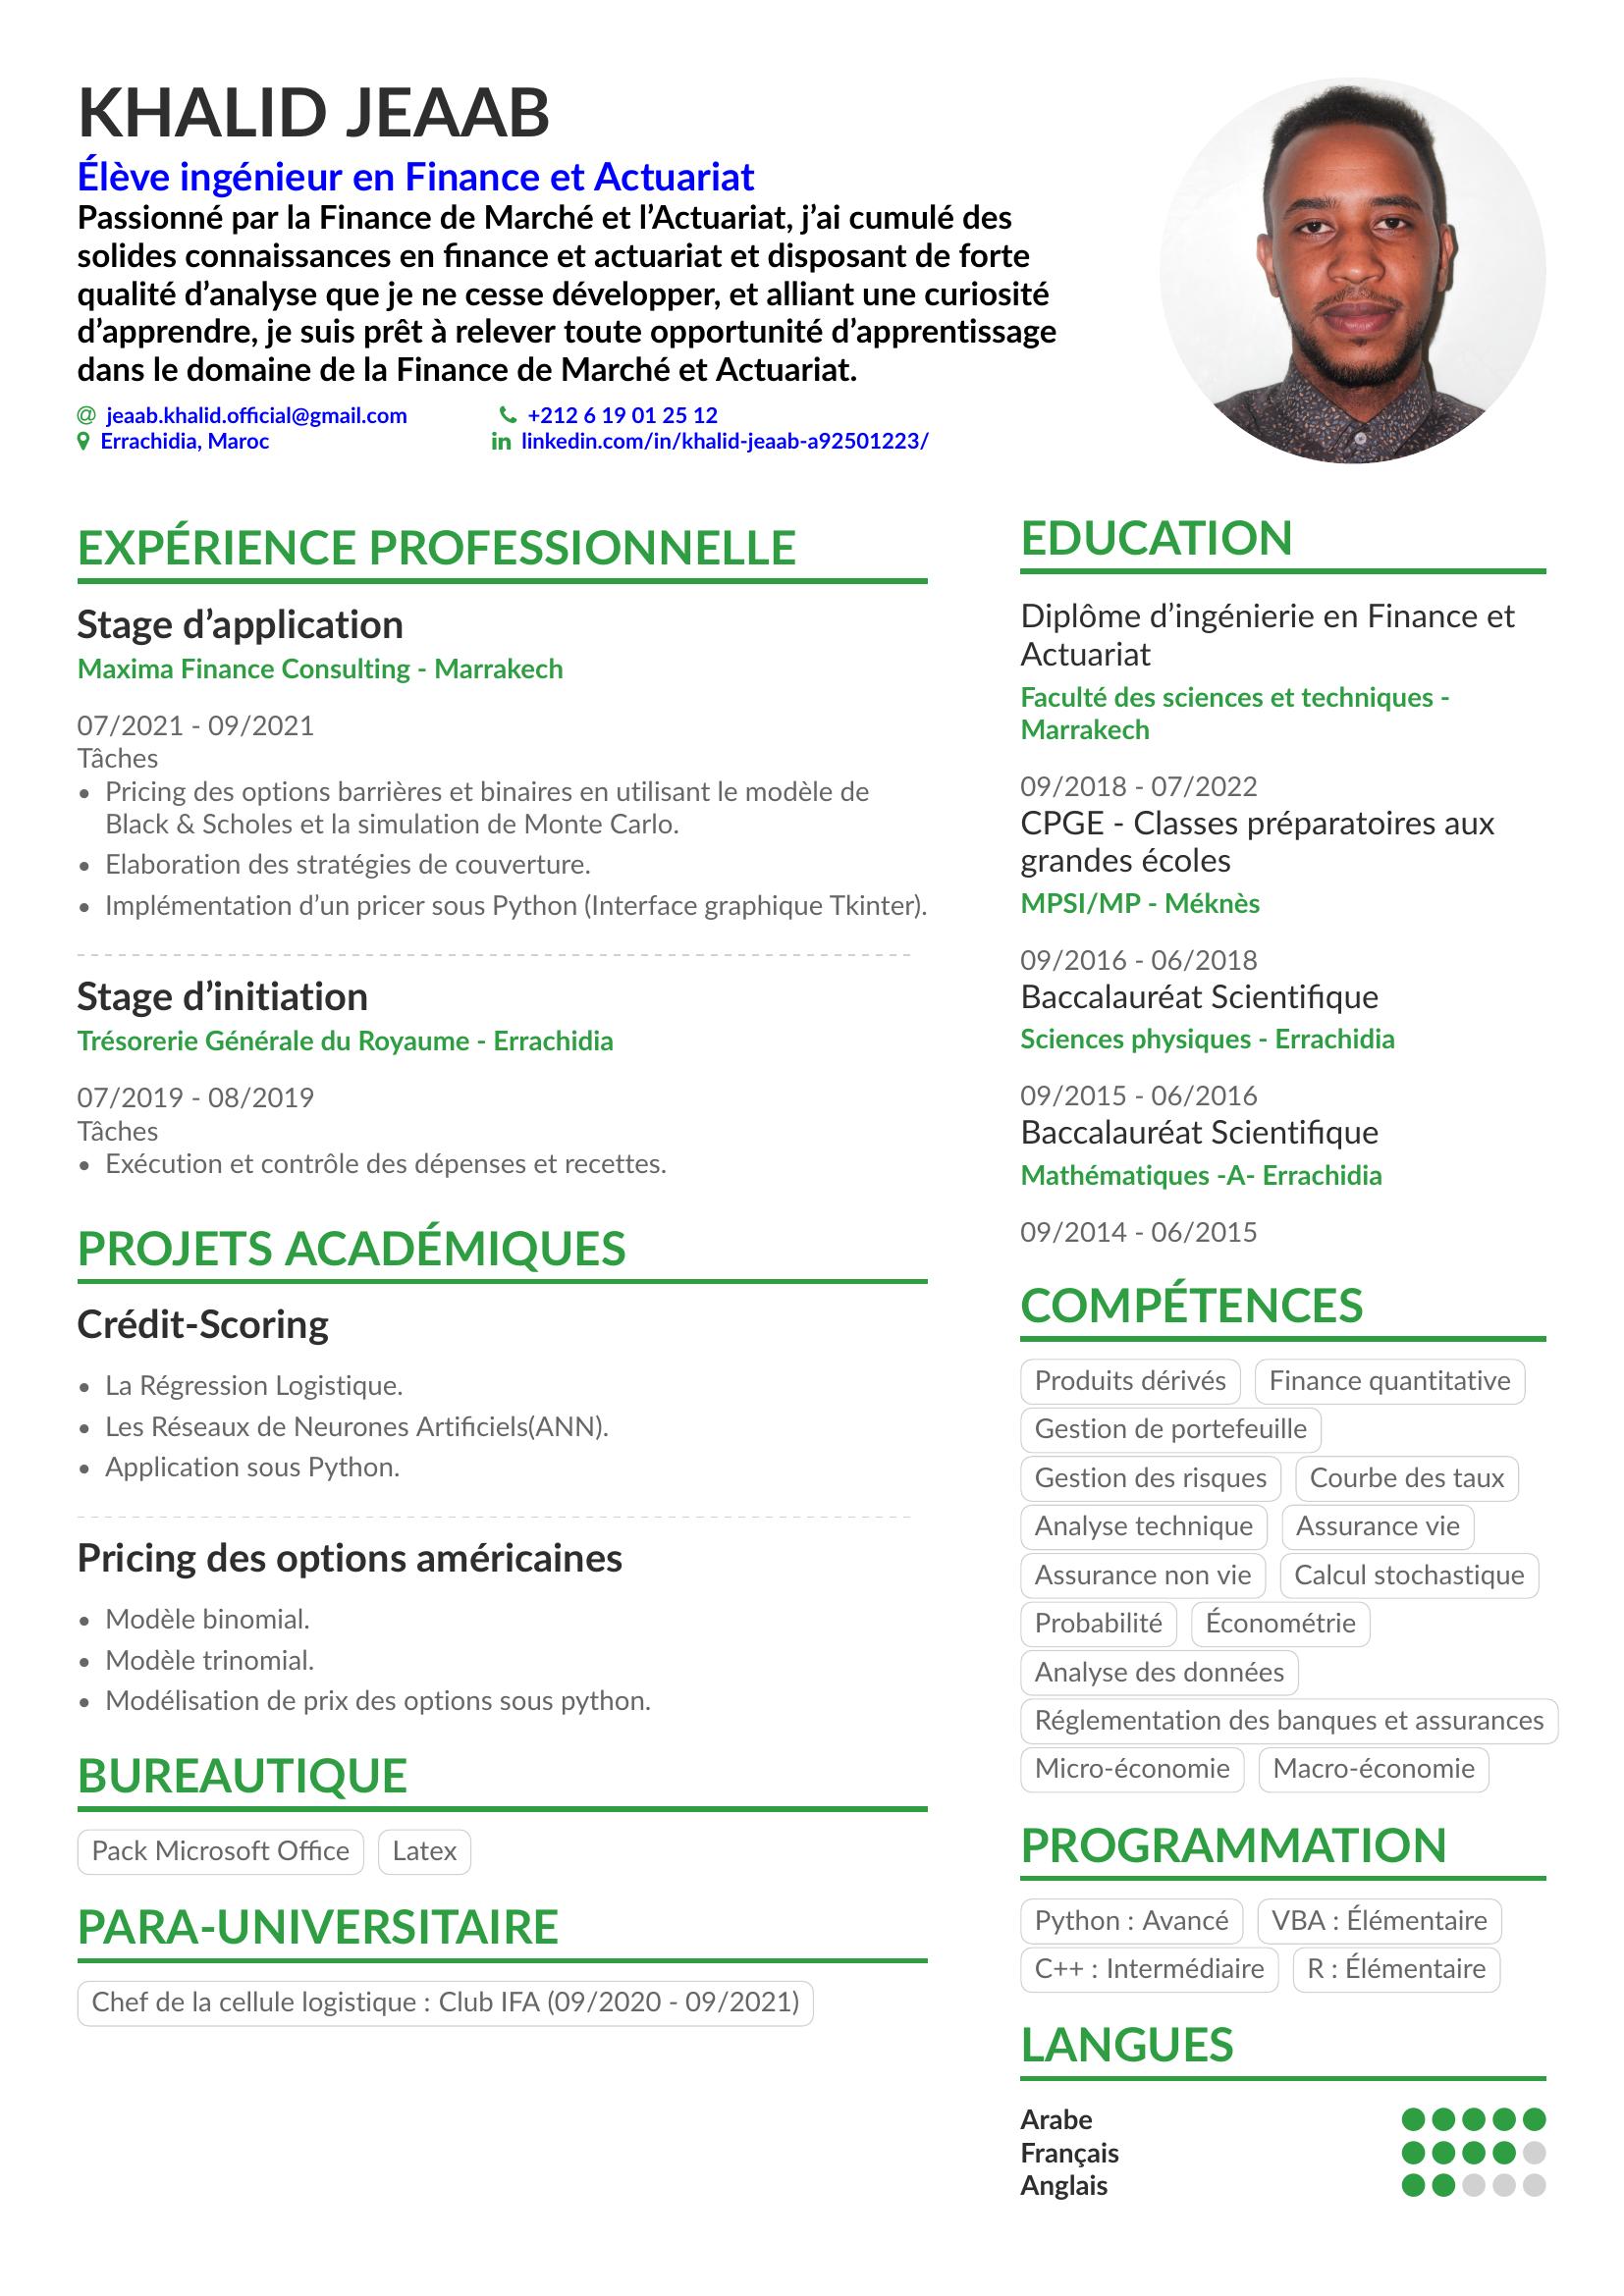 KHALID JEAAB
Élève ingénieur en Finance et Actuariat
Passionné par la Finance de Marché et l’Actuariat, j’ai cumulé des
solides connaissances en finance et actuariat et disposant de forte
qualité d’analyse que je ne cesse développer, et alliant une curiosité
d’apprendre, je suis prêt à relever toute opportunité d’apprentissage
dans le domaine de la Finance de Marché et Actuariat.
@ jeaab.khalid.official@gmail.com +212 6 19 01 25 12
Errachidia, Maroc in linkedin.com/in/khalid-jeaab-a92501223/
EXPÉRIENCE PROFESSIONNELLE
Stage d’application
Maxima Finance Consulting - Marrakech
07/2021 - 09/2021
Tâches
• Pricing des options barrières et binaires en utilisant le modèle de
Black & Scholes et la simulation de Monte Carlo.
• Elaboration des stratégies de couverture.
• Implémentation d’un pricer sous Python (Interface graphique Tkinter).
Stage d’initiation
Trésorerie Générale du Royaume - Errachidia
07/2019 - 08/2019
Tâches
• Exécution et contrôle des dépenses et recettes.
PROJETS ACADÉMIQUES
Crédit-Scoring
• La Régression Logistique.
• Les Réseaux de Neurones Artificiels(ANN).
• Application sous Python.
Pricing des options américaines
• Modèle binomial.
• Modèle trinomial.
• Modélisation de prix des options sous python.
BUREAUTIQUE
Pack Microsoft Office Latex
PARA-UNIVERSITAIRE
Chef de la cellule logistique : Club IFA (09/2020 - 09/2021)
EDUCATION
Diplôme d’ingénierie en Finance et
Actuariat
Faculté des sciences et techniques -
Marrakech
09/2018 - 07/2022
CPGE - Classes préparatoires aux
grandes écoles
MPSI/MP - Méknès
09/2016 - 06/2018
Baccalauréat Scientifique
Sciences physiques - Errachidia
09/2015 - 06/2016
Baccalauréat Scientifique
Mathématiques -A- Errachidia
09/2014 - 06/2015
COMPÉTENCES
Produits dérivés Finance quantitative
Gestion de portefeuille
Gestion des risques Courbe des taux
Analyse technique Assurance vie
Assurance non vie Calcul stochastique
Probabilité Économétrie
Analyse des données
Réglementation des banques et assurances
Micro-économie Macro-économie
PROGRAMMATION
Python : Avancé VBA : Élémentaire
C++ : Intermédiaire R : Élémentaire
LANGUES
Arabe
Français
Anglais